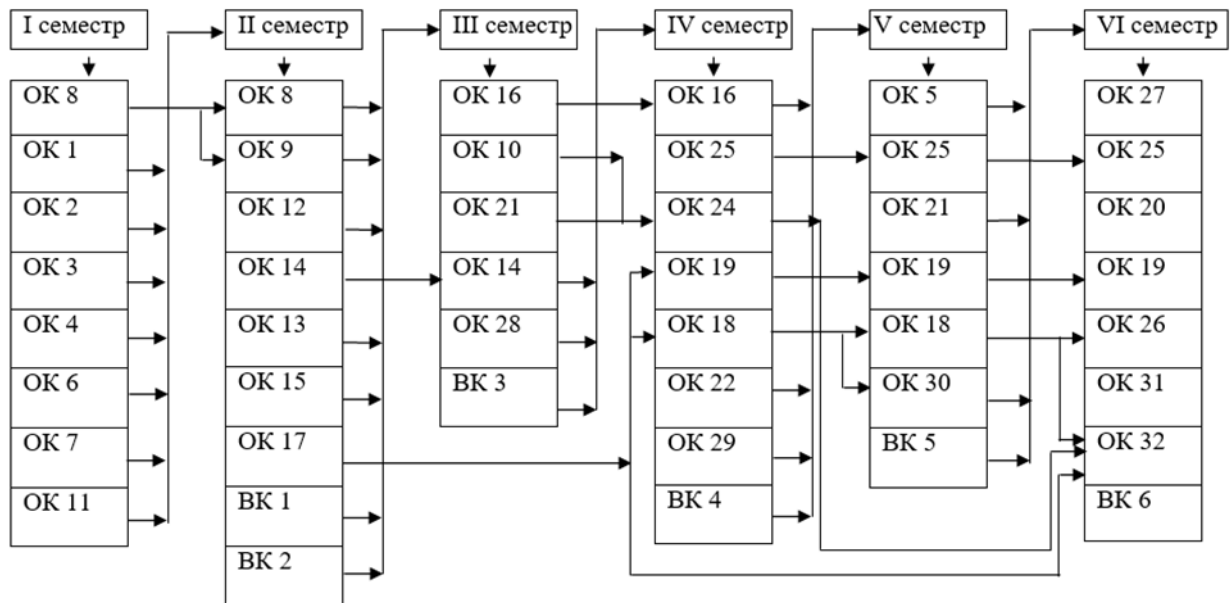 I семестр
ОК 8
ОК 1
ОК 2
ОК 3
ОК 4
ОК 6
ОК 7
ОК 11
II семестр
ОК 8
ОК 9
ОК 12
ОК 14
ОК 13
ОК 15
ОК 17
ВК 1
ВК 2
III семестр
ОК 16
ОК 10
ОК 21
ОК 14
ОК 28
ВК 3
IV семестр
ОК 16
ОК 25
ОК 24
ОК 19
ОК 18
ОК 22
ОК 29
ВК 4
V семестр
ОК 5
ОК 25
ОК 21
ОК 19
ОК 18
ОК 30
ВК 5
VI семестр
ОК 27
ОК 25
ОК 20
ОК 19
ОК 26
ОК 31
ОК 32
ВК 6